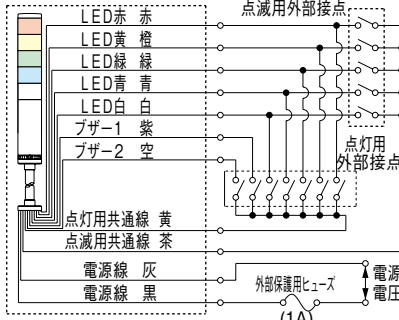 点滅用外部接点
LED赤 赤
LED黄 橙
LED緑 緑
LED青 青
LED白 白
ブザー1 紫
ブザー2 空
点灯用
外部接点
点灯用共通線 黄
点滅用共通線 茶
電源線 灰
電源線 黒
外部保護用ヒューズ
(1A)
電源
電圧